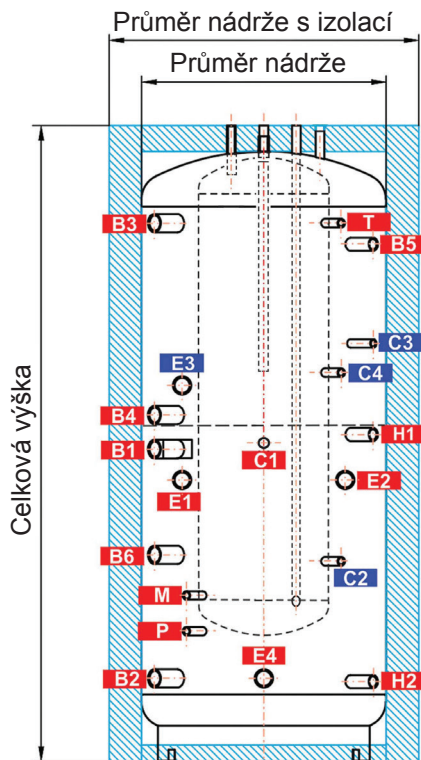 Průměr nádrže s izolací
Průměr nádrže
Celková výška
B3
T
B5
C3
E3
C4
B4
H1
B1
C1
E1
E2
B6
C2
M
P
E4
B2
H2